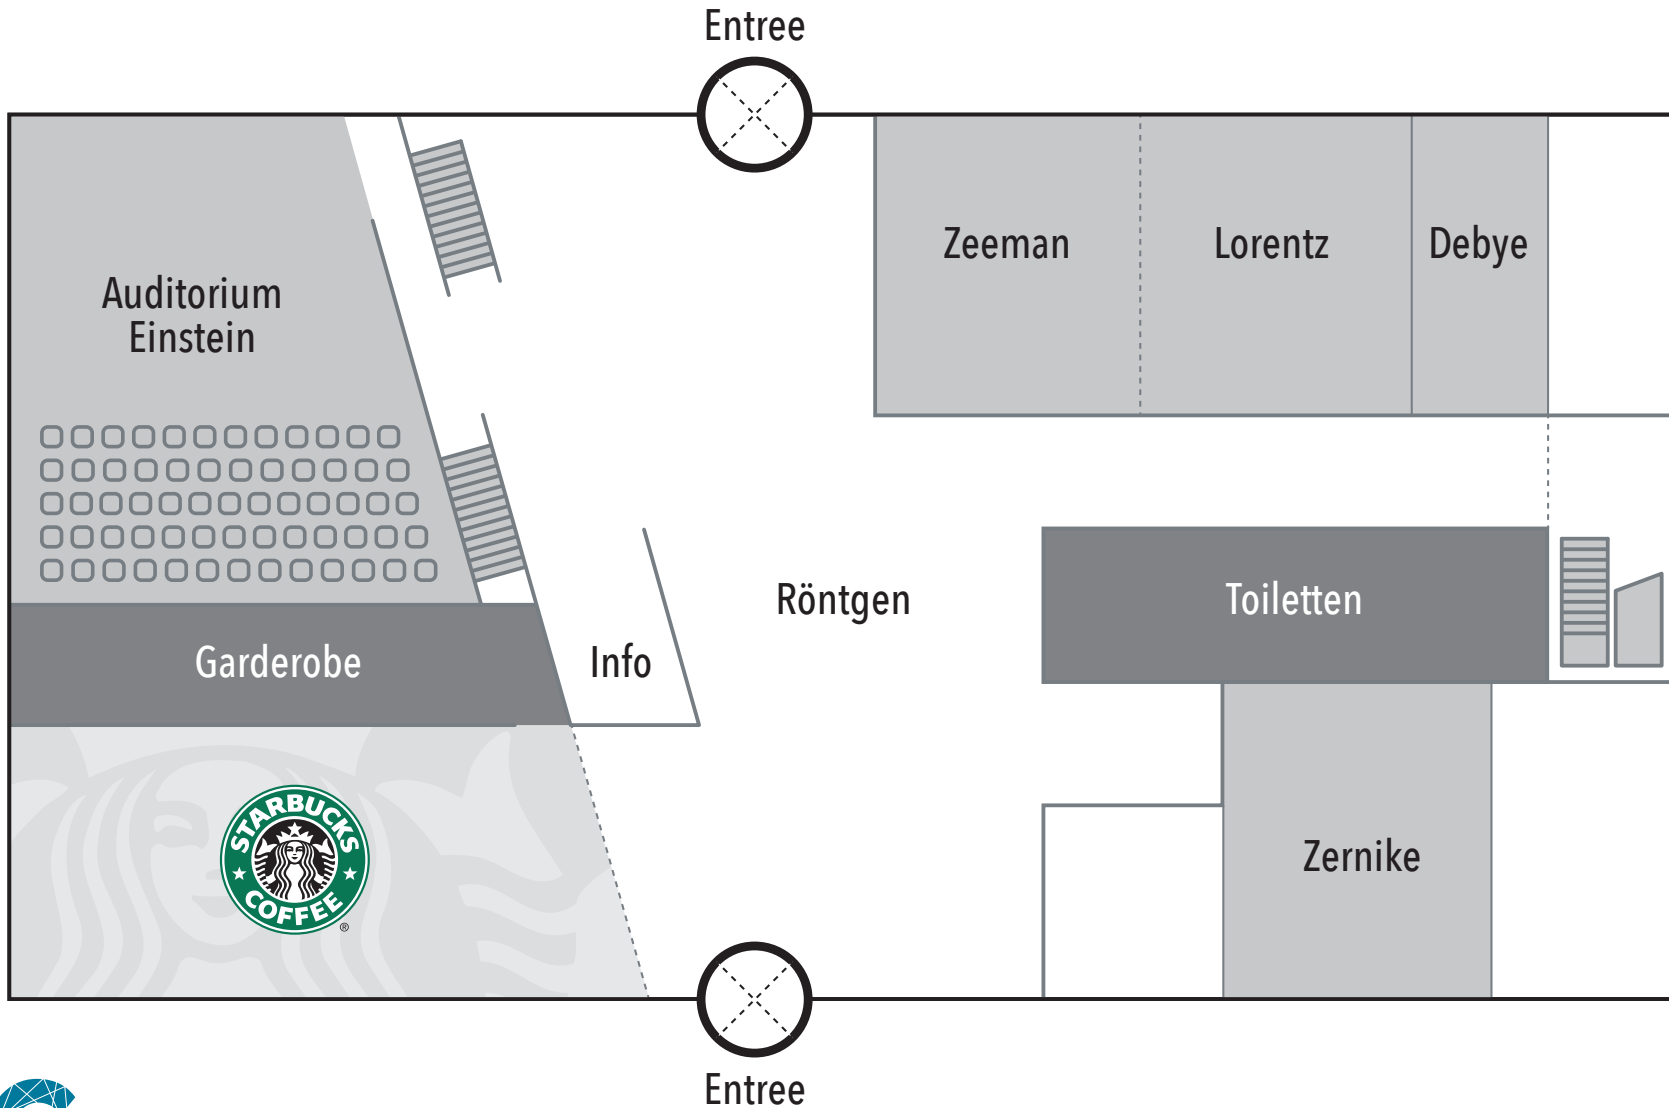 Entree
Zeeman
Lorentz
Debye
Auditorium
Einstein
Röntgen
Toiletten
Garderobe
Info
STARBUCKS
COFFEE
®
Zernike
Entree